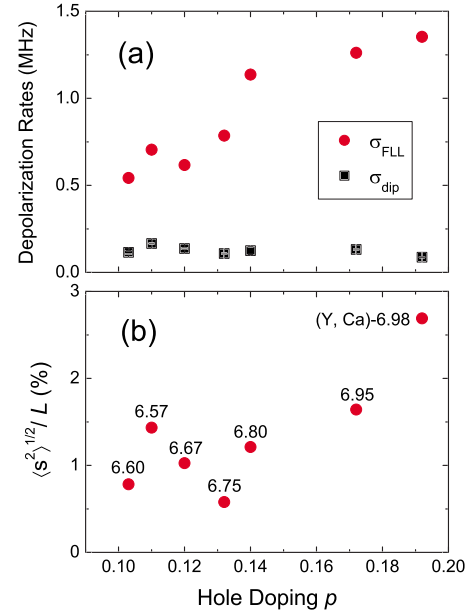 (a)
Depolarization Rates (MHz)
1.5
1.0
0.5
0.0
σFLL
σdip
(b)
⟨s²⟩¹/²/ L (%)
3
2
1
0
(Y, Ca)-6.98
6.95
6.57
6.80
6.67
6.60
6.75
0.10 0.12 0.14 0.16 0.18 0.20
Hole Doping p